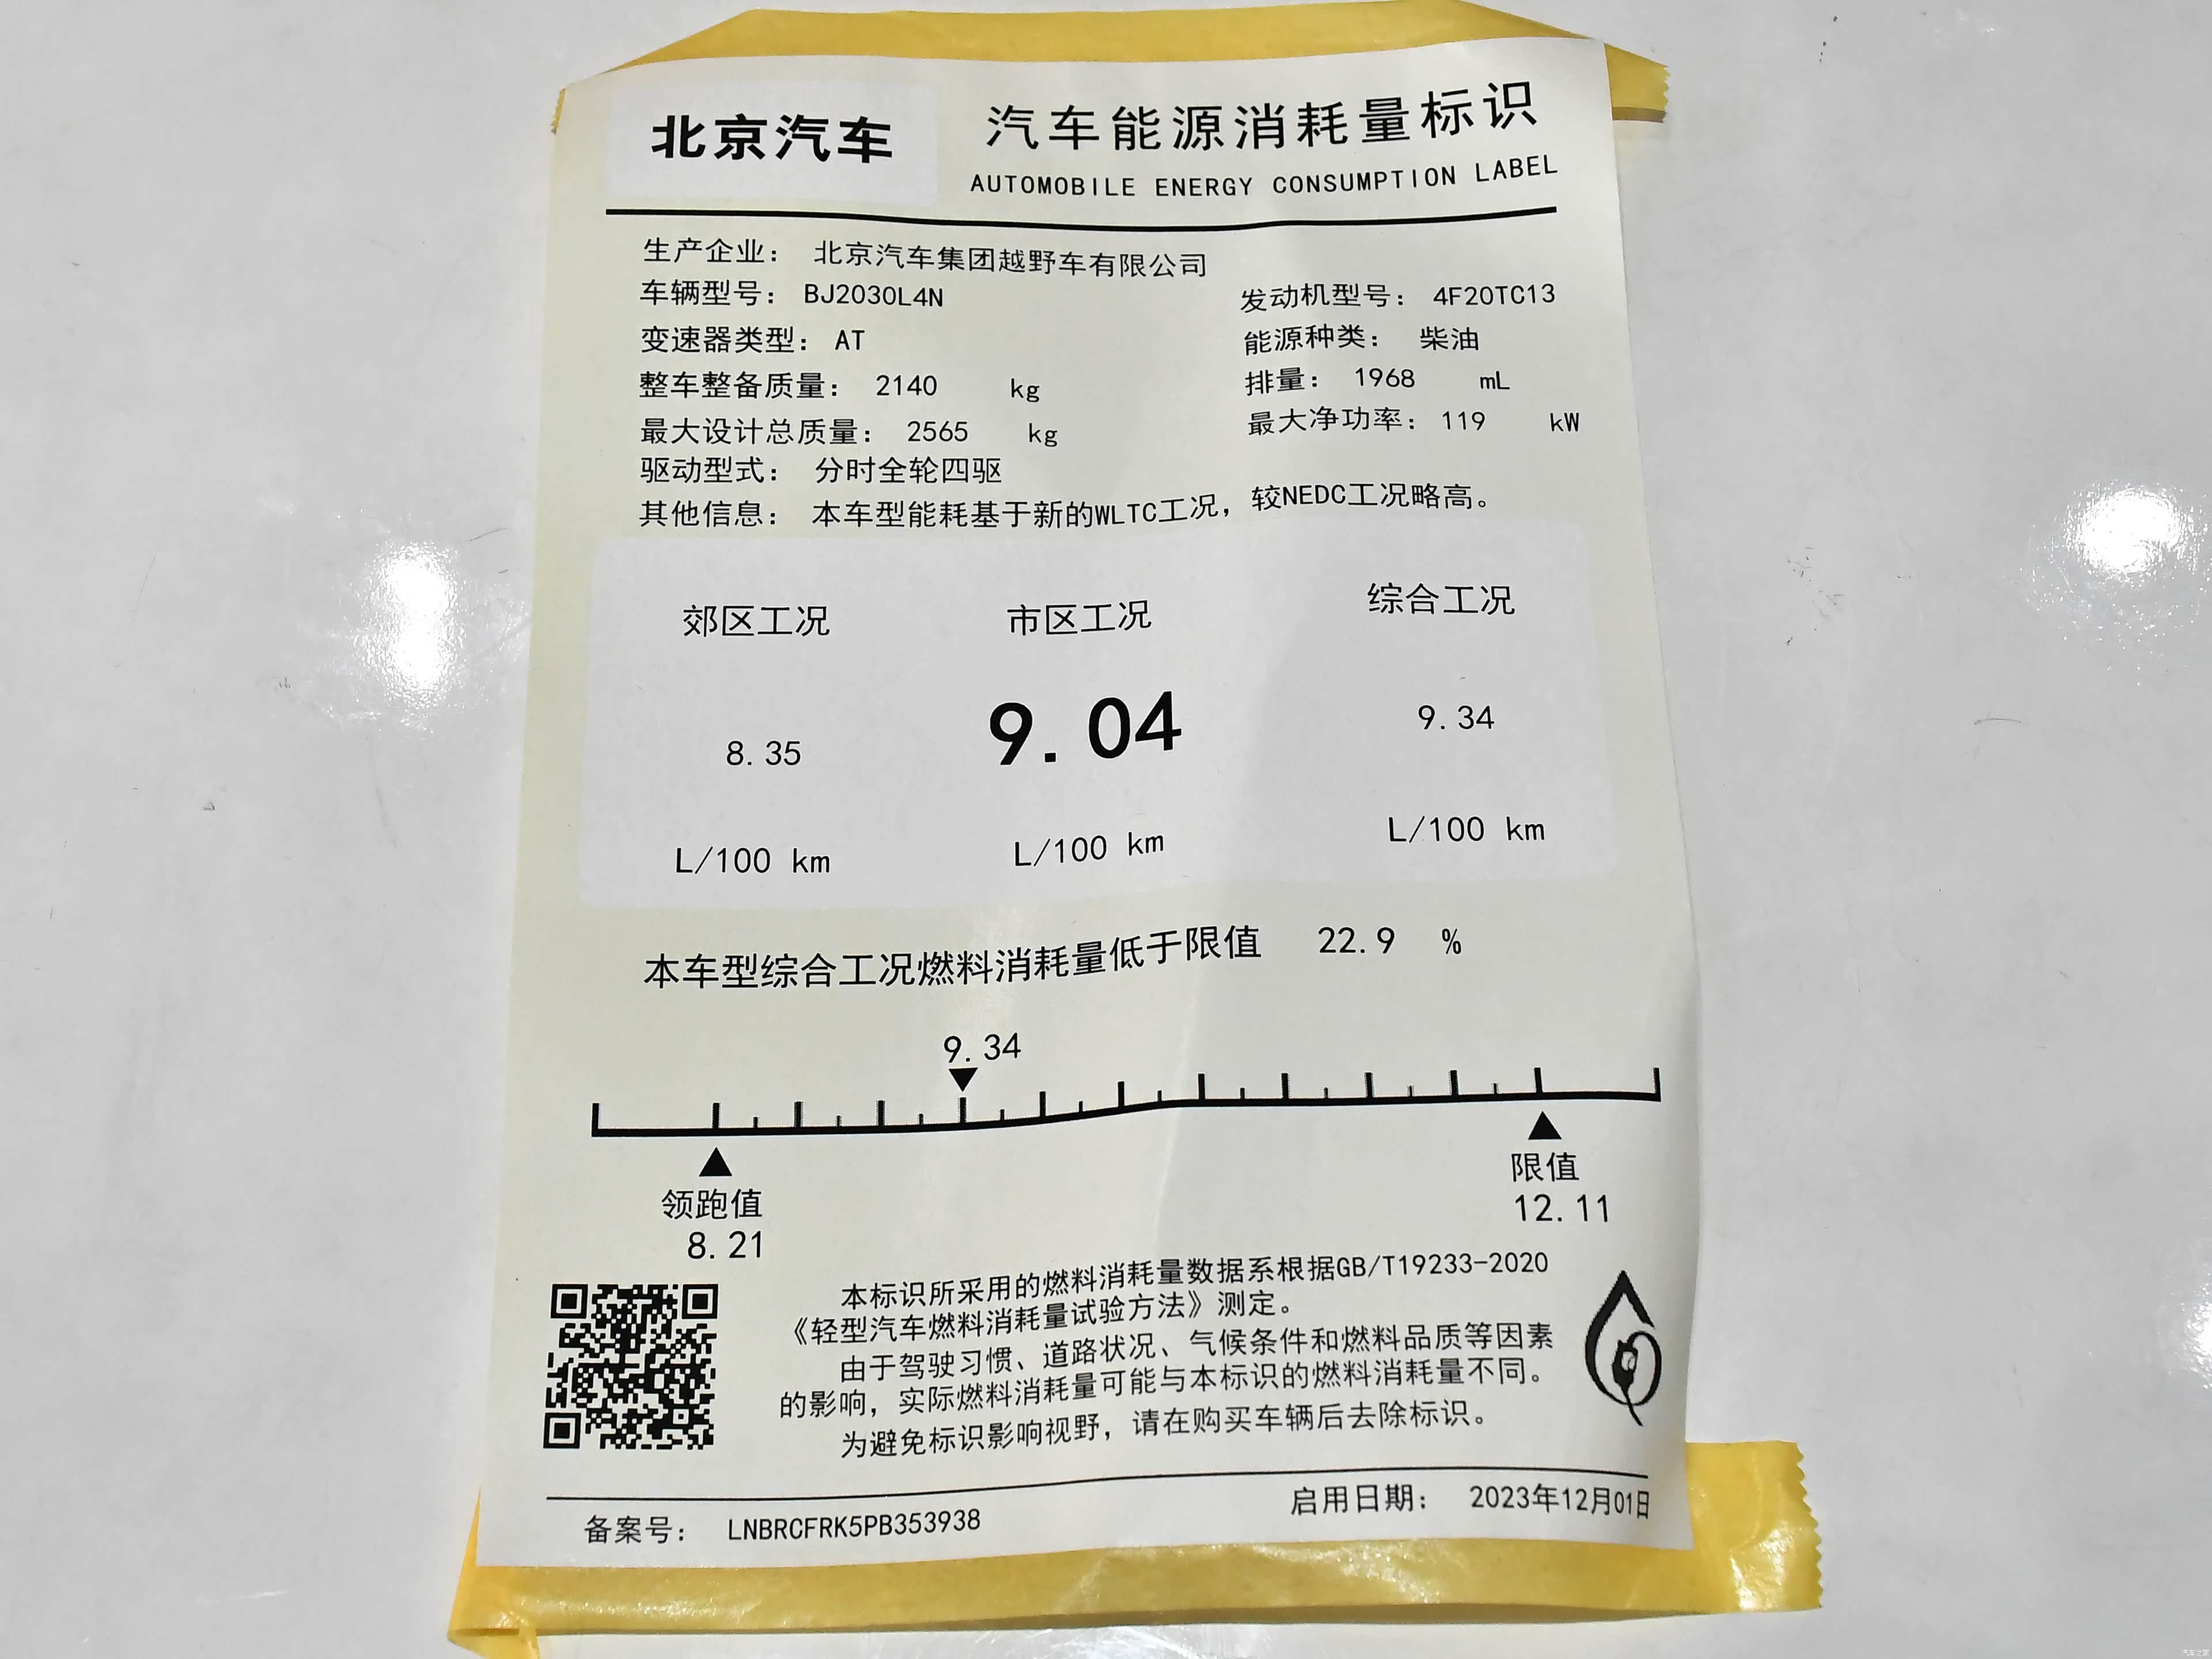 北京汽车
汽车能源消耗量标识
AUTOMOBILE ENERGY CONSUMPTION LABEL
生产企业： 北京汽车集团越野车有限公司
车辆型号： BJ2030L4N 发动机型号： 4F20TC13
变速器类型： AT 能源种类： 柴油
整车整备质量： 2140 kg 排量： 1968 mL
最大设计总质量： 2565 kg 最大净功率： 119 kW
驱动型式： 分时全轮四驱
其他信息： 本车型能耗基于新的WLTC工况，较NEDC工况略高。
郊区工况 市区工况 综合工况
8.35 9.04 9.34
L/100 km L/100 km L/100 km
本车型综合工况燃料消耗量低于限值 22.9 %
9.34
领跑值 限值
8.21 12.11
本标识所采用的燃料消耗量数据系根据GB/T19233-2020
《轻型汽车燃料消耗量试验方法》测定。
由于驾驶习惯、道路状况、气候条件和燃料品质等因素
的影响，实际燃料消耗量可能与本标识的燃料消耗量不同。
为避免标识影响视野，请在购买车辆后去除标识。
备案号： LNBRCFRK5PB353938 启用日期： 2023年12月01日
汽车之家